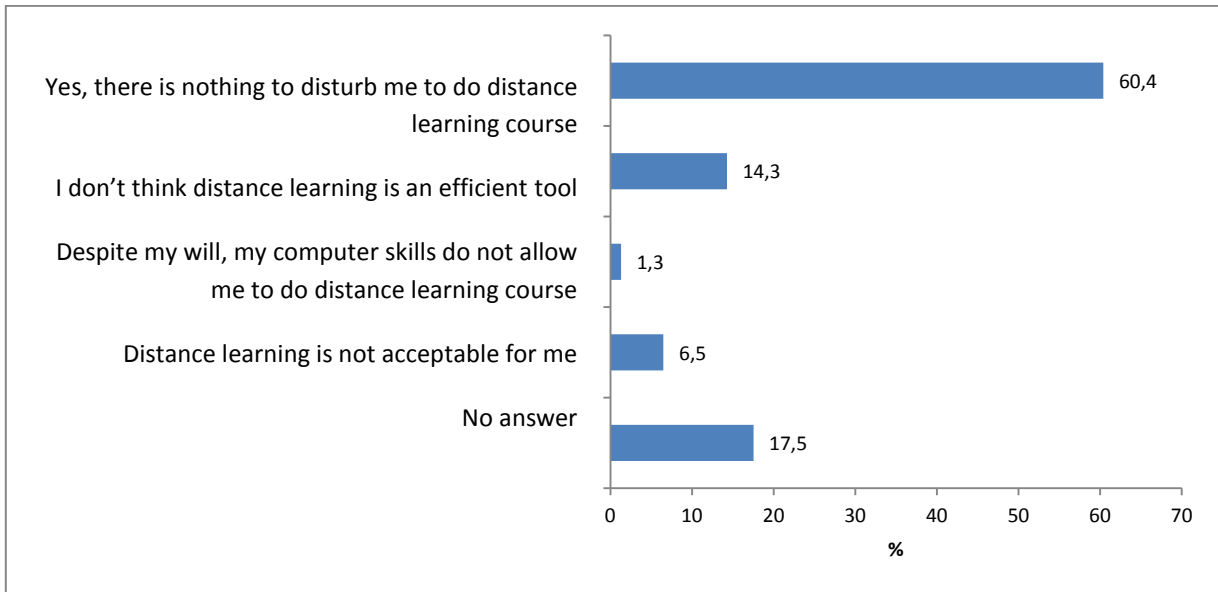 Yes, there is nothing to disturb me to do distance
learning course
60,4
I don’t think distance learning is an efficient tool
14,3
Despite my will, my computer skills do not allow
me to do distance learning course
1,3
Distance learning is not acceptable for me
6,5
No answer
17,5
0 10 20 30 40 50 60 70
%